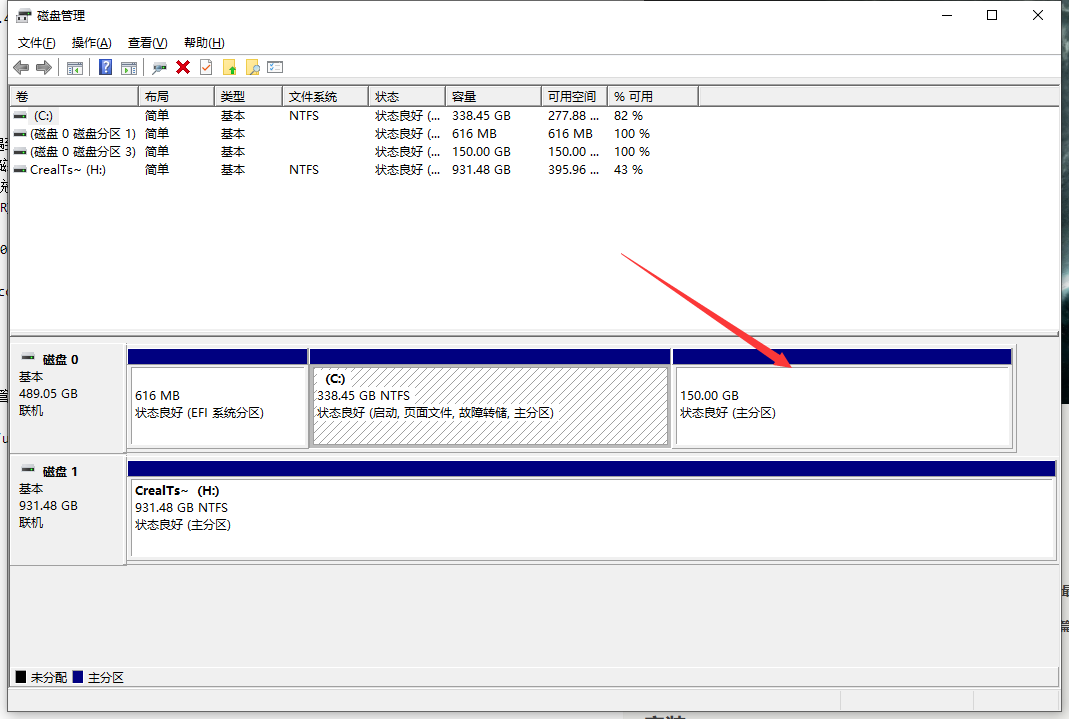 磁盘管理
文件(F) 操作(A) 查看(V) 帮助(H)
卷 布局 类型 文件系统 状态 容量 可用空间 % 可用
(C:) 简单 基本 NTFS 状态良好 (... 338.45 GB 277.88 ... 82 %
(磁盘 0 磁盘分区 1) 简单 基本 状态良好 (... 616 MB 616 MB 100 %
(磁盘 0 磁盘分区 3) 简单 基本 状态良好 (... 150.00 GB 150.00 ... 100 %
CrealTs~ (H:) 简单 基本 NTFS 状态良好 (... 931.48 GB 395.96 ... 43 %
磁盘 0
基本
489.05 GB
联机
616 MB
状态良好 (EFI 系统分区)
(C:)
338.45 GB NTFS
状态良好 (启动, 页面文件, 故障转储, 主分区)
150.00 GB
状态良好 (主分区)
磁盘 1
基本
931.48 GB
联机
CrealTs~ (H:)
931.48 GB NTFS
状态良好 (主分区)
未分配 主分区